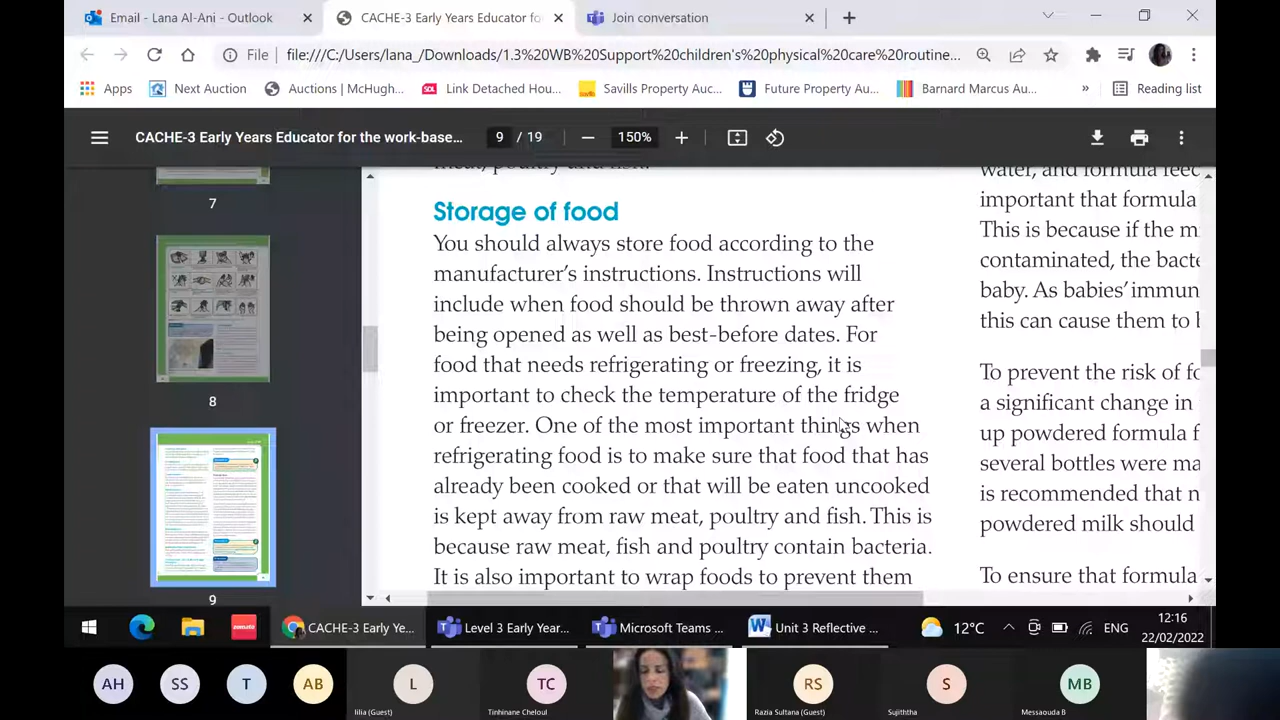 Email - Lana Al-Ani - Outlook
CACHE-3 Early Years Educator fo
Join conversation
File
file:///C:/Users/lana_/Downloads/1.3%20WB%20Support%20children's%20physical%20care%20routine...
Apps
Next Auction
Auctions | McHugh...
SDL
Link Detached Hou...
savills
Savills Property Auc...
Future Property Au...
Barnard Marcus Au...
»
Reading list
CACHE-3 Early Years Educator for the work-base...
9 / 19
150%
7
8
9
Storage of food
You should always store food according to the
manufacturer's instructions. Instructions will
include when food should be thrown away after
being opened as well as best-before dates. For
food that needs refrigerating or freezing, it is
important to check the temperature of the fridge
or freezer. One of the most important things when
refrigerating food is to make sure that food that has
already been cooked or that will be eaten uncooked
is kept away from raw meat, poultry and fish. This is
because raw meat, fish and poultry contain bacteria.
It is also important to wrap foods to prevent them
water, and formula feed
important that formula
This is because if the m
contaminated, the bacte
baby. As babies' immun
this can cause them to b
To prevent the risk of fo
a significant change in
up powdered formula f
several bottles were ma
is recommended that n
powdered milk should
To ensure that formula
zomato
CACHE-3 Early Ye...
Level 3 Early Year...
Microsoft Teams ...
Unit 3 Reflective ...
12°C
ENG
12:16
22/02/2022
AH
SS
T
AB
L
lilia (Guest)
TC
Tinhinane Cheloul
RS
Razia Sultana (Guest)
S
Sujiththa
MB
Messaouda B